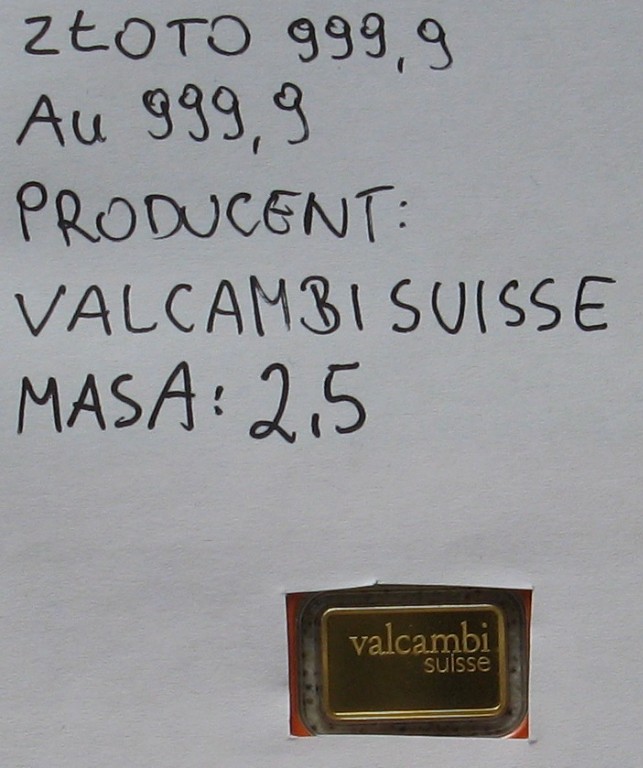 ZŁOTO 999,9
Au 999,9
PRODUCENT:
VALCAMBI SUISSE
MASA: 2,5
valcambi
suisse